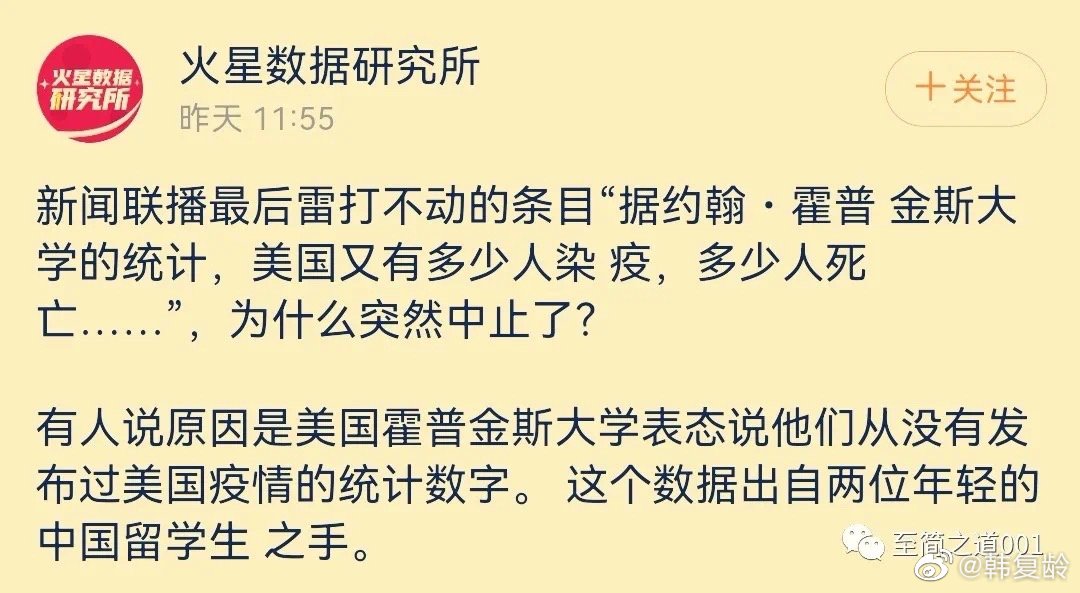 火星数据
研究所
火星数据研究所
昨天 11:55
+关注
新闻联播最后雷打不动的条目“据约翰·霍普 金斯大
学的统计，美国又有多少人染 疫，多少人死
亡……”，为什么突然中止了？
有人说原因是美国霍普金斯大学表态说他们从没有发
布过美国疫情的统计数字。 这个数据出自两位年轻的
中国留学生 之手。
至简之道001
@韩复龄